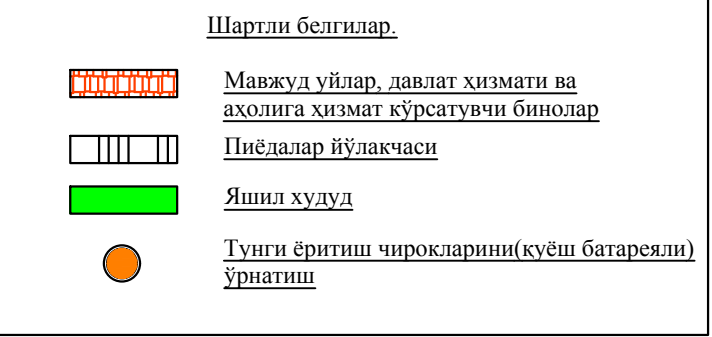 Шартли белгилар.
Мавжуд уйлар, давлат ҳизмати ва
аҳолига ҳизмат кўрсатувчи бинолар
Пиёдалар йўлакчаси
Яшил худуд
Тунги ёритиш чирокларини(қуёш батареяли)
ўрнатиш